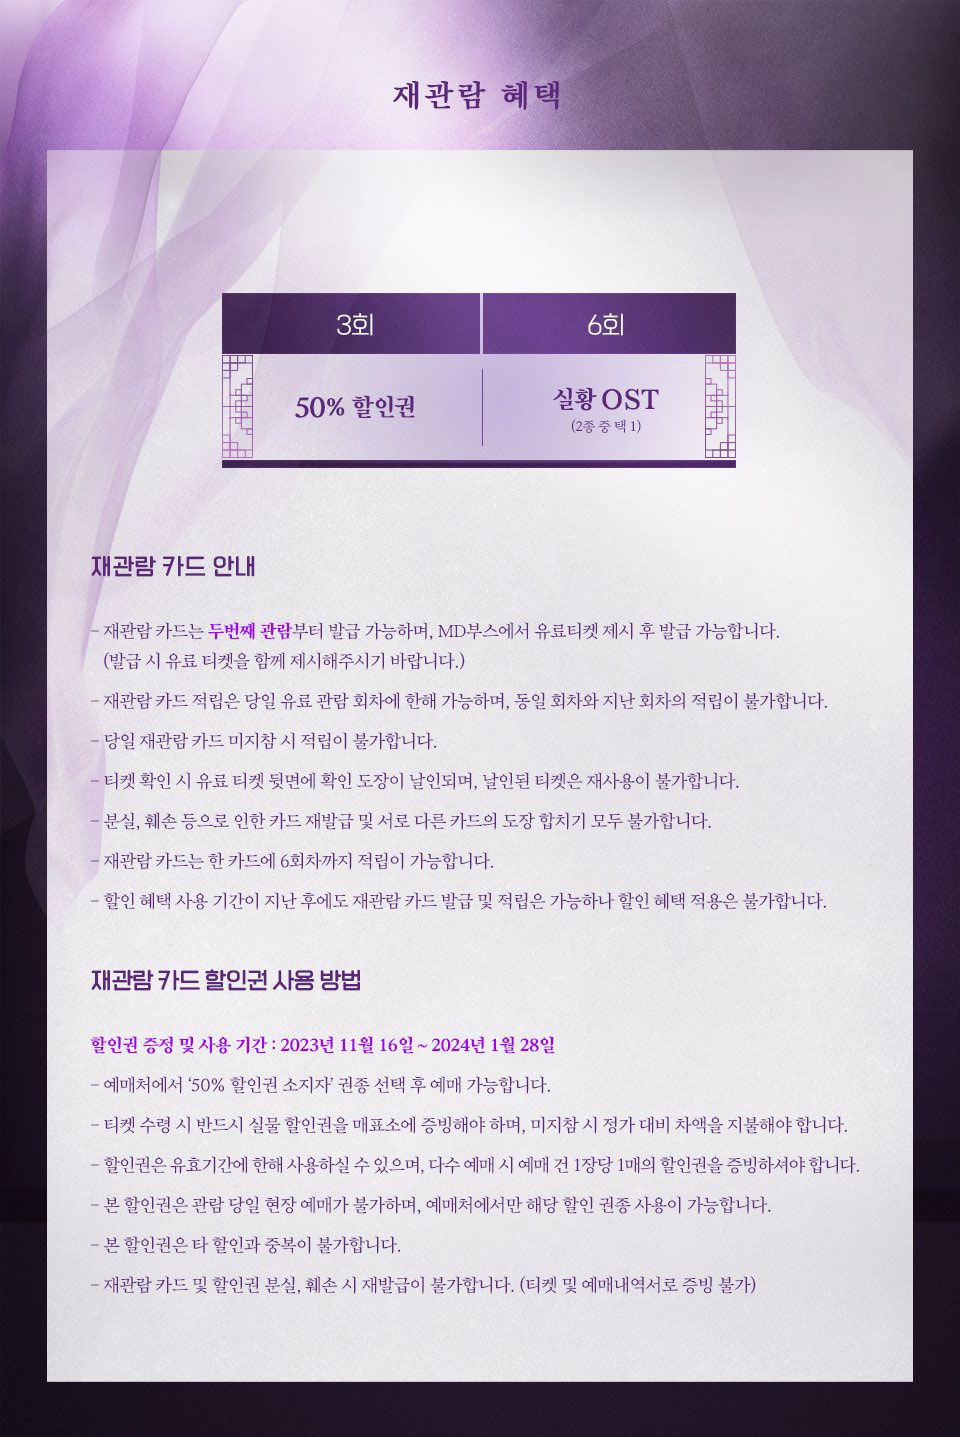 재관람 혜택
3회 6회
50% 할인권 실황 OST
(2종 중 택 1)
재관람 카드 안내
- 재관람 카드는 두번째 관람부터 발급 가능하며, MD부스에서 유료티켓 제시 후 발급 가능합니다.
(발급 시 유료 티켓을 함께 제시해주시기 바랍니다.)
- 재관람 카드 적립은 당일 유료 관람 회차에 한해 가능하며, 동일 회차와 지난 회차의 적립이 불가합니다.
- 당일 재관람 카드 미지참 시 적립이 불가합니다.
- 티켓 확인 시 유료 티켓 뒷면에 확인 도장이 날인되며, 날인된 티켓은 재사용이 불가합니다.
- 분실, 훼손 등으로 인한 카드 재발급 및 서로 다른 카드의 도장 합치기 모두 불가합니다.
- 재관람 카드는 한 카드에 6회차까지 적립이 가능합니다.
- 할인 혜택 사용 기간이 지난 후에도 재관람 카드 발급 및 적립은 가능하나 할인 혜택 적용은 불가합니다.
재관람 카드 할인권 사용 방법
할인권 증정 및 사용 기간 : 2023년 11월 16일 ~ 2024년 1월 28일
- 예매처에서 ‘50% 할인권 소지자’ 권종 선택 후 예매 가능합니다.
- 티켓 수령 시 반드시 실물 할인권을 매표소에 증빙해야 하며, 미지참 시 정가 대비 차액을 지불해야 합니다.
- 할인권은 유효기간에 한해 사용하실 수 있으며, 다수 예매 시 예매 건 1장당 1매의 할인권을 증빙하셔야 합니다.
- 본 할인권은 관람 당일 현장 예매가 불가하며, 예매처에서만 해당 할인 권종 사용이 가능합니다.
- 본 할인권은 타 할인과 중복이 불가합니다.
- 재관람 카드 및 할인권 분실, 훼손 시 재발급이 불가합니다. (티켓 및 예매내역서로 증빙 불가)